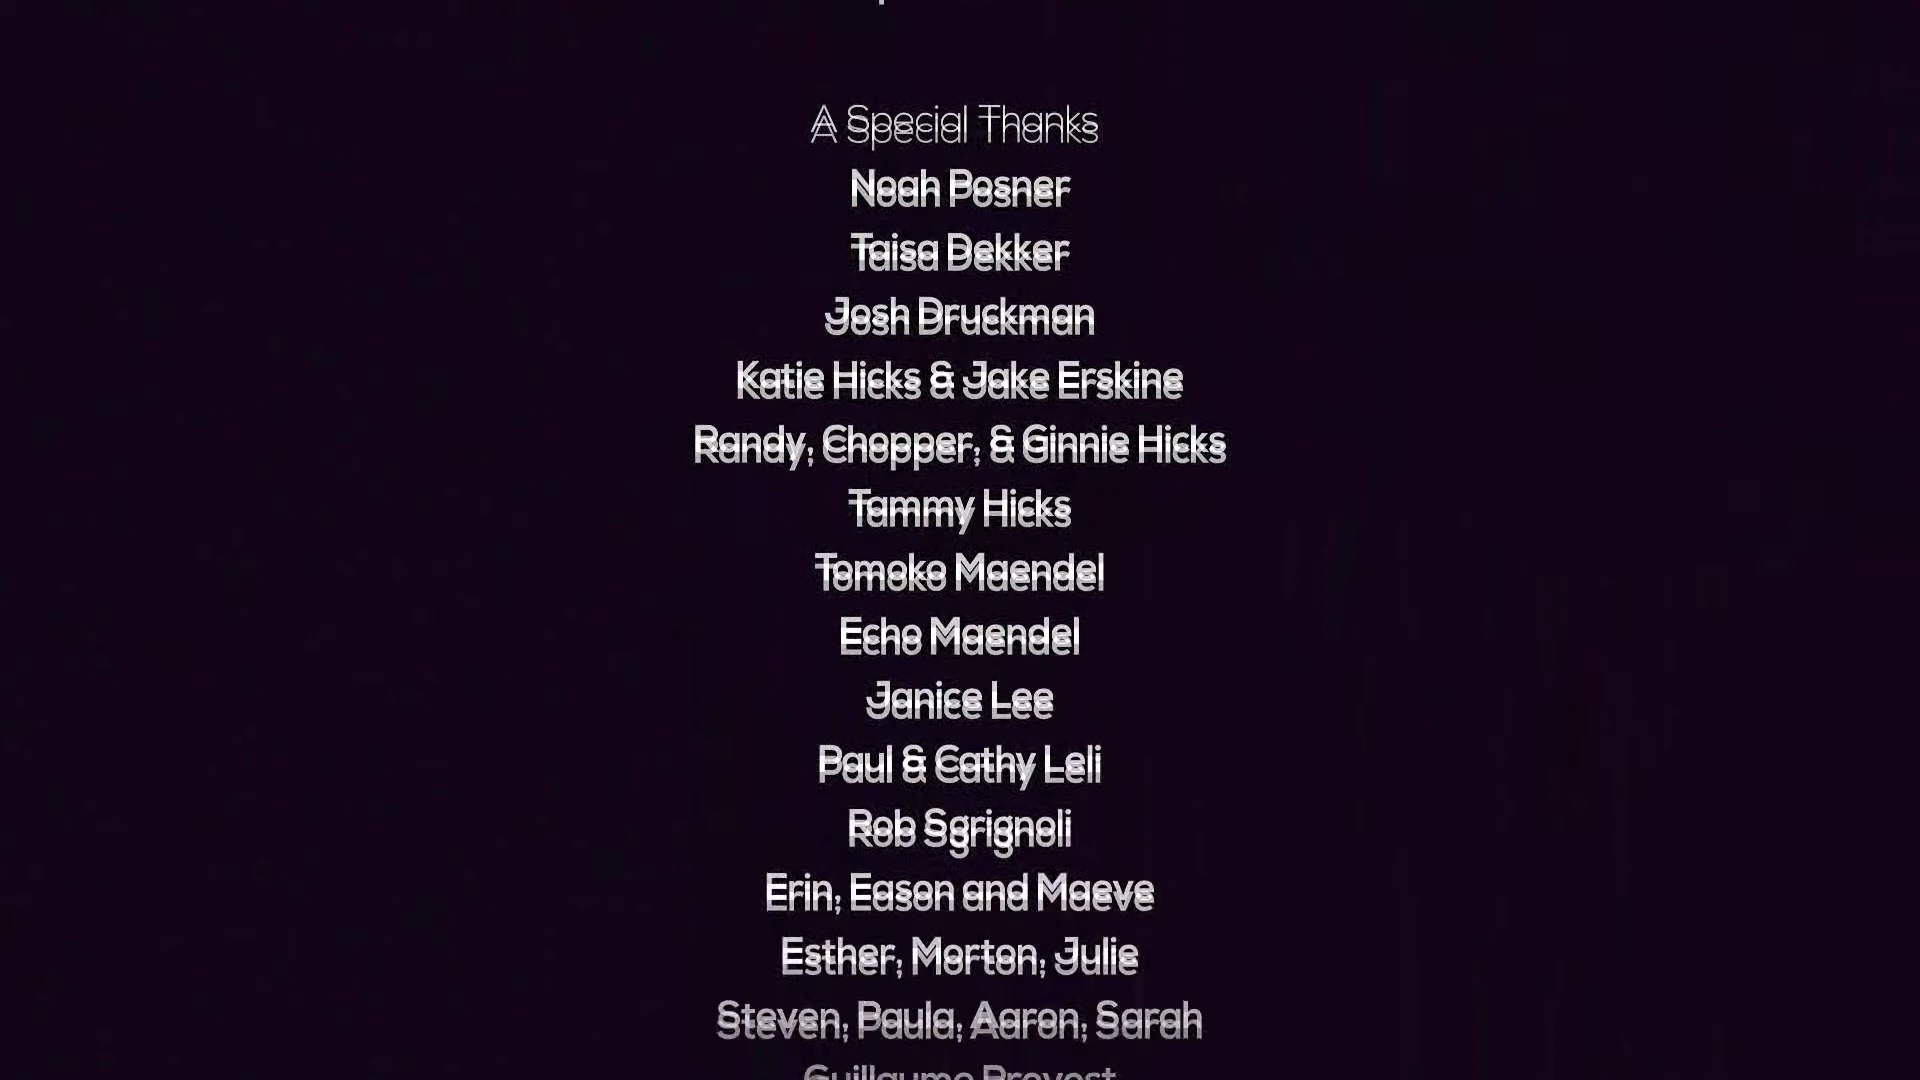 A Special Thanks
Noah Posner
Taisa Dekker
Josh Druckman
Katie Hicks & Jake Erskine
Randy, Chopper, & Ginnie Hicks
Tammy Hicks
Tomoko Maendel
Echo Maendel
Janice Lee
Paul & Cathy Leli
Rob Sgrignoli
Erin, Eason and Maeve
Esther, Morton, Julie
Steven, Paula, Aaron, Sarah
Guillaume Prevost